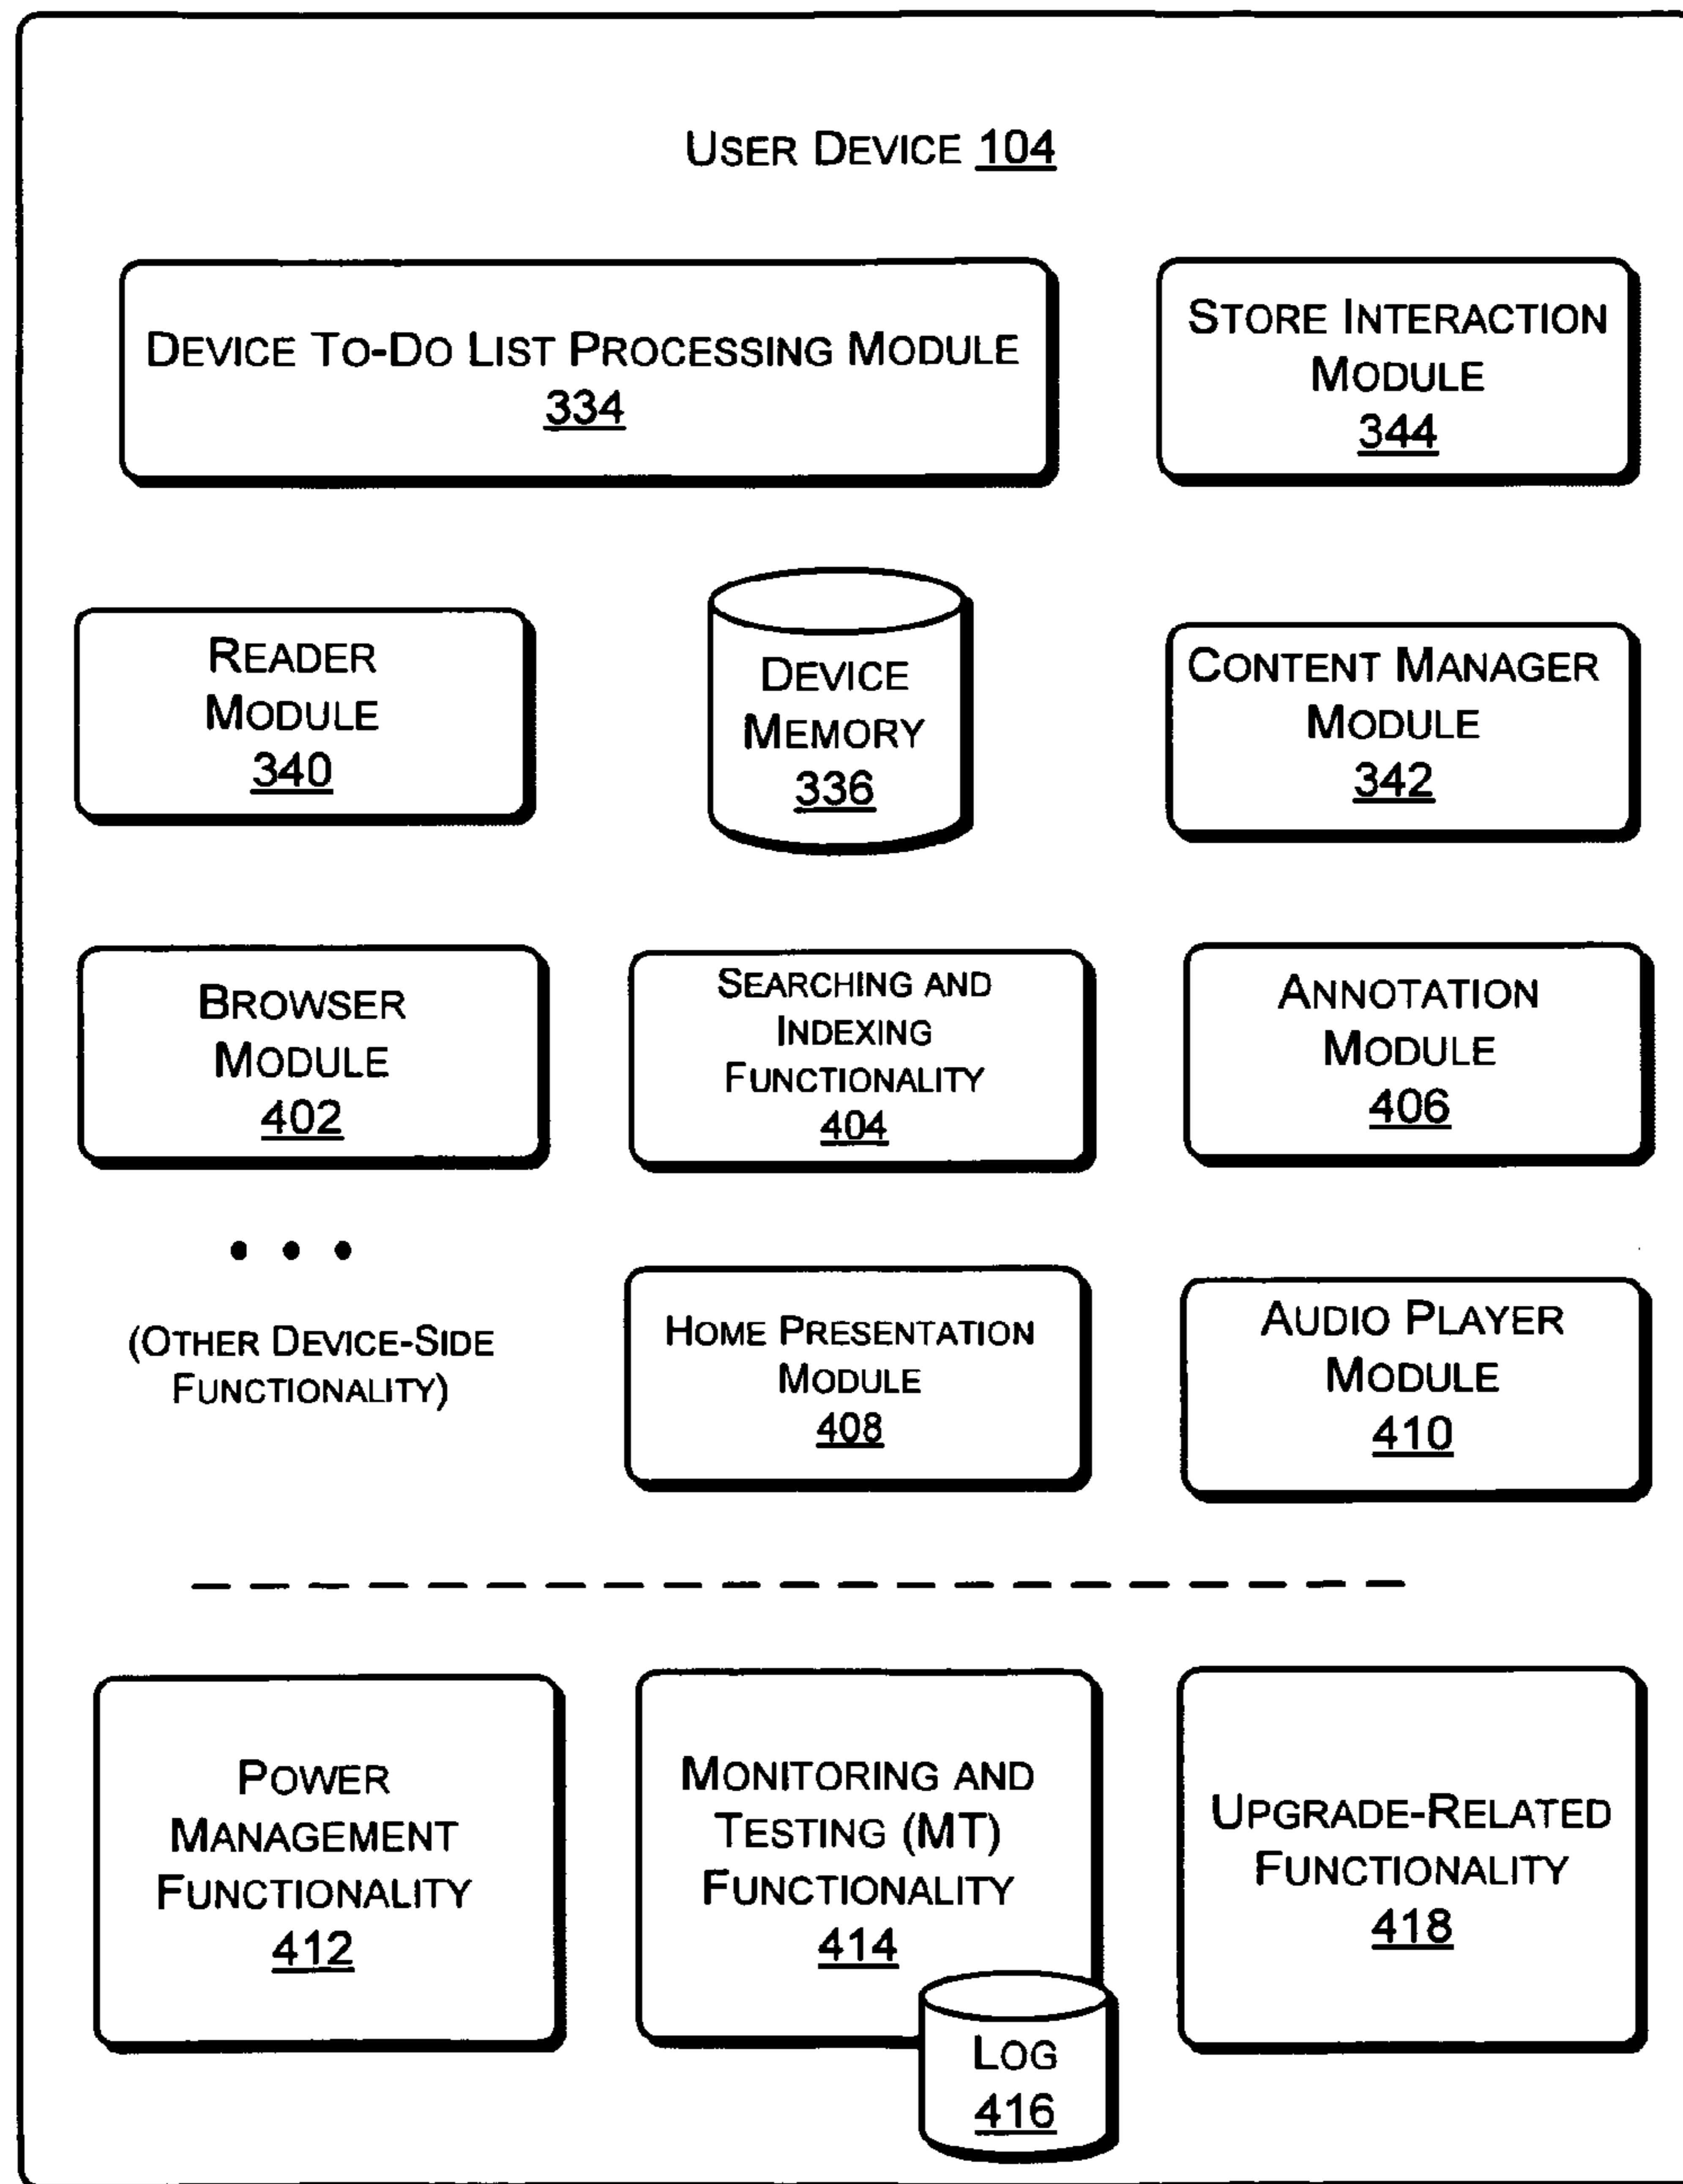 USER DEVICE 104
DEVICE TO-DO LIST PROCESSING MODULE
334
STORE INTERACTION
MODULE
344
READER
MODULE
340
DEVICE
MEMORY
336
CONTENT MANAGER
MODULE
342
BROWSER
MODULE
402
SEARCHING AND
INDEXING
FUNCTIONALITY
404
ANNOTATION
MODULE
406
• • •
(OTHER DEVICE-SIDE
FUNCTIONALITY)
HOME PRESENTATION
MODULE
408
AUDIO PLAYER
MODULE
410
POWER
MANAGEMENT
FUNCTIONALITY
412
MONITORING AND
TESTING (MT)
FUNCTIONALITY
414
LOG
416
UPGRADE-RELATED
FUNCTIONALITY
418